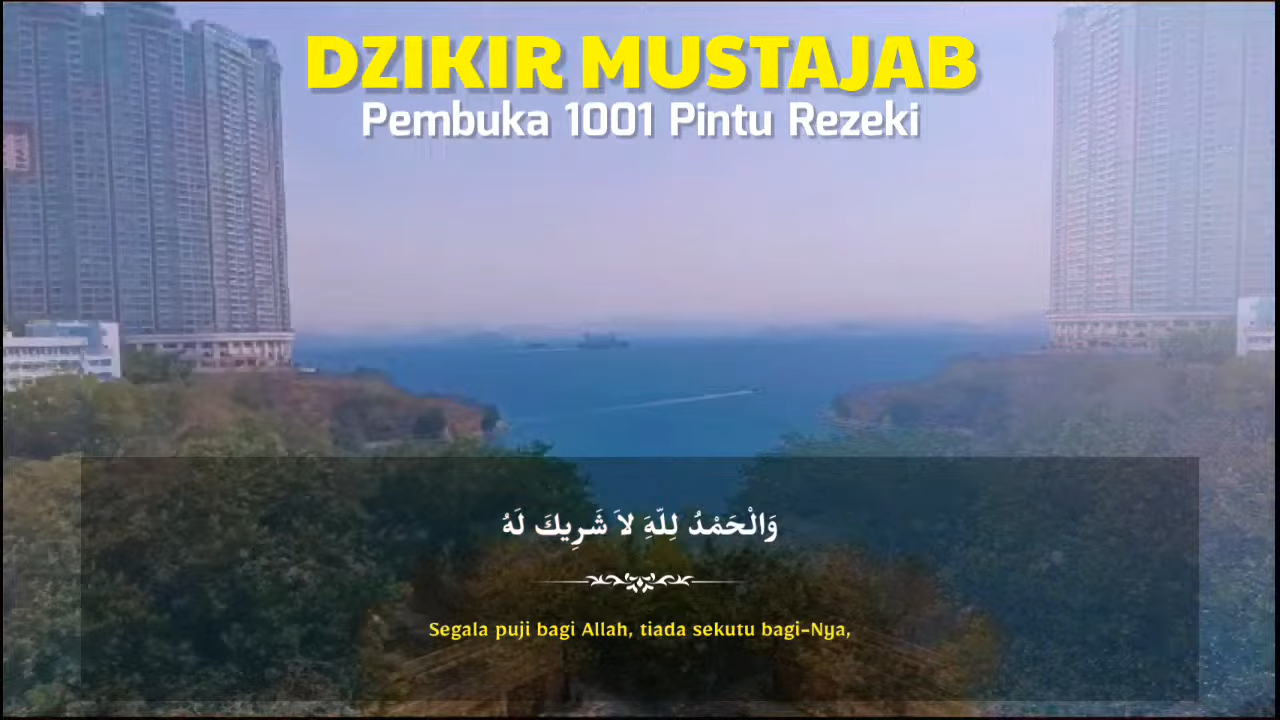 DZIKIR MUSTAJAB
Pembuka 1001 Pintu Rezeki
وَالْحَمْدُ لِلّهَِ لاَ شَرِيكَ لَهُ
Segala puji bagi Allah, tiada sekutu bagi-Nya,